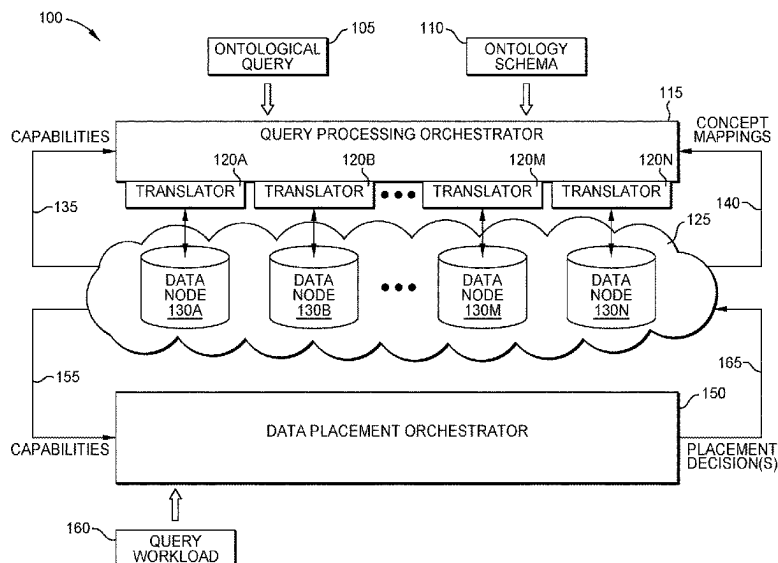 100
ONTOLOGICAL
QUERY
105
110
ONTOLOGY
SCHEMA
115
CAPABILITIES
QUERY PROCESSING ORCHESTRATOR
CONCEPT
MAPPINGS
120A
120B
120M
120N
TRANSLATOR
TRANSLATOR
TRANSLATOR
TRANSLATOR
135
140
125
DATA
NODE
130A
DATA
NODE
130B
DATA
NODE
130M
DATA
NODE
130N
155
165
150
DATA PLACEMENT ORCHESTRATOR
CAPABILITIES
PLACEMENT
DECISION(S)
160
QUERY
WORKLOAD